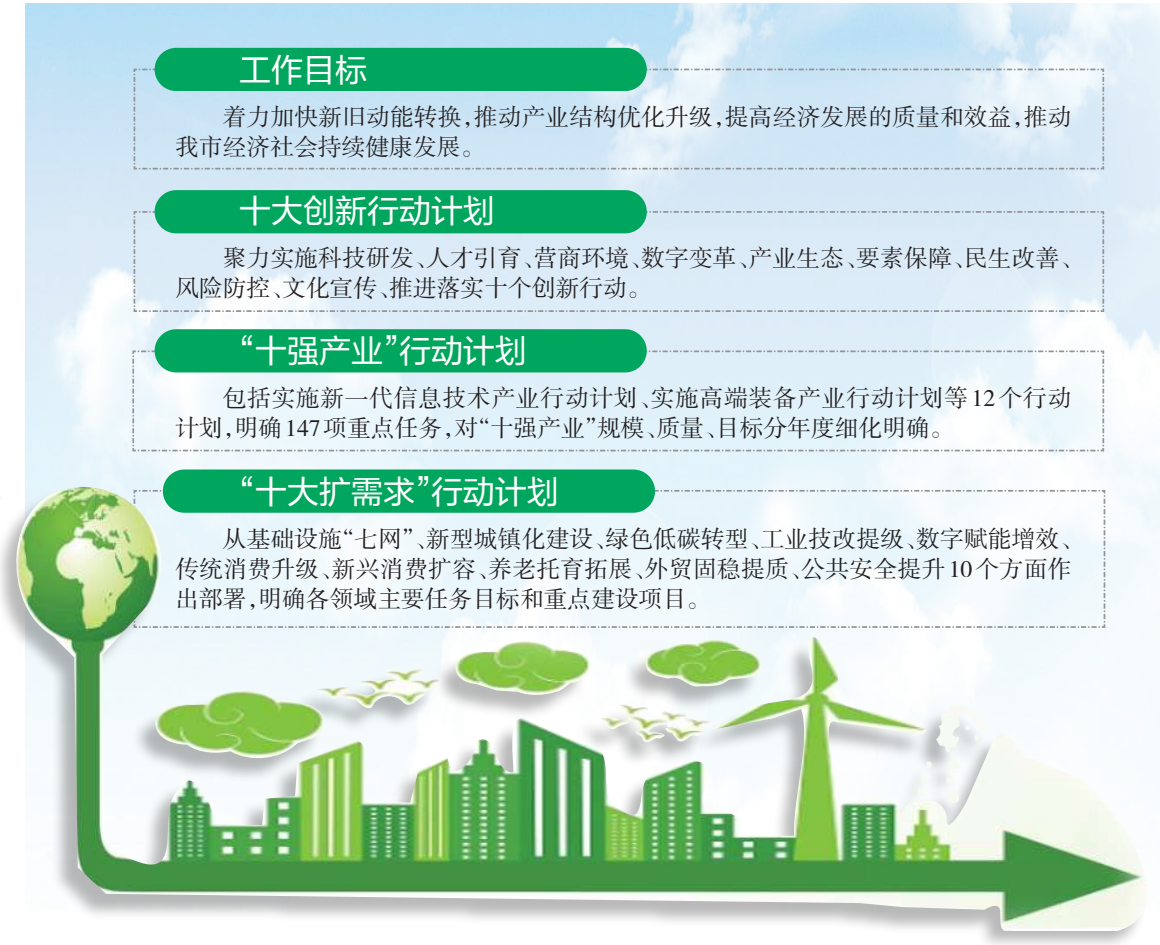 工作目标
着力加快新旧动能转换,推动产业结构优化升级,提高经济发展的质量和效益,推动
我市经济社会持续健康发展。
十大创新行动计划
聚力实施科技研发、人才引育、营商环境、数字变革、产业生态、要素保障、民生改善、
风险防控、文化宣传、推进落实十个创新行动。
“十强产业”行动计划
包括实施新一代信息技术产业行动计划、实施高端装备产业行动计划等12个行动
计划,明确147项重点任务,对“十强产业”规模、质量、目标分年度细化明确。
“十大扩需求”行动计划
从基础设施“七网”、新型城镇化建设、绿色低碳转型、工业技改提级、数字赋能增效、
传统消费升级、新兴消费扩容、养老托育拓展、外贸固稳提质、公共安全提升10个方面作
出部署,明确各领域主要任务目标和重点建设项目。